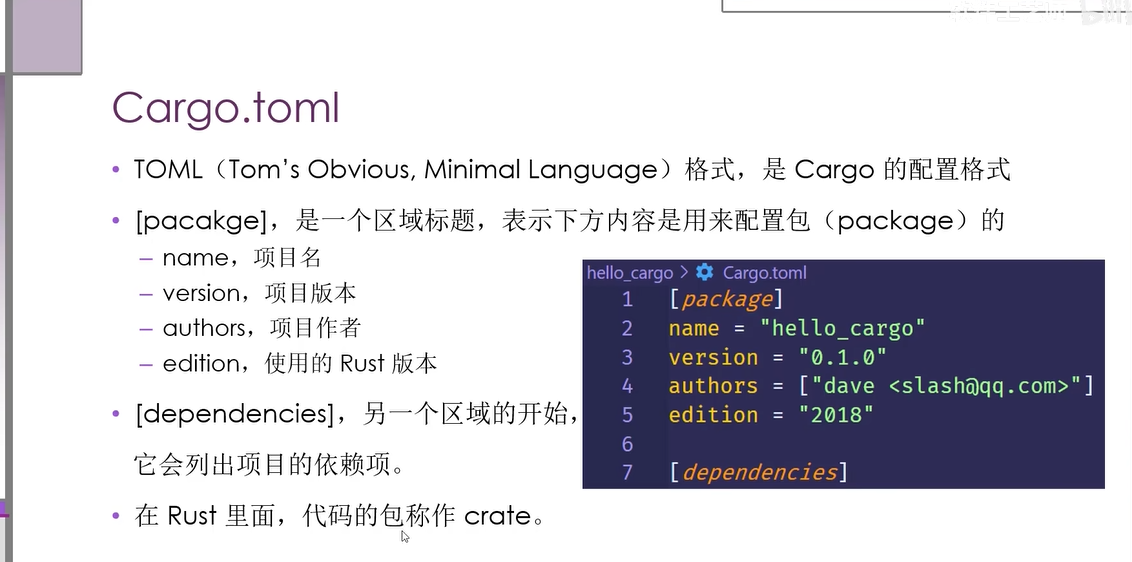 Cargo.toml
• TOML（Tom's Obvious, Minimal Language）格式，是 Cargo 的配置格式
• [pacakge]，是一个区域标题，表示下方内容是用来配置包（package）的
– name，项目名
– version，项目版本
– authors，项目作者
– edition，使用的 Rust 版本
• [dependencies]，另一个区域的开始，
它会列出项目的依赖项。
• 在 Rust 里面，代码的包称作 crate。
hello_cargo > Cargo.toml
1 [package]
2 name = "hello_cargo"
3 version = "0.1.0"
4 authors = ["dave <slash@qq.com>"]
5 edition = "2018"
6
7 [dependencies]